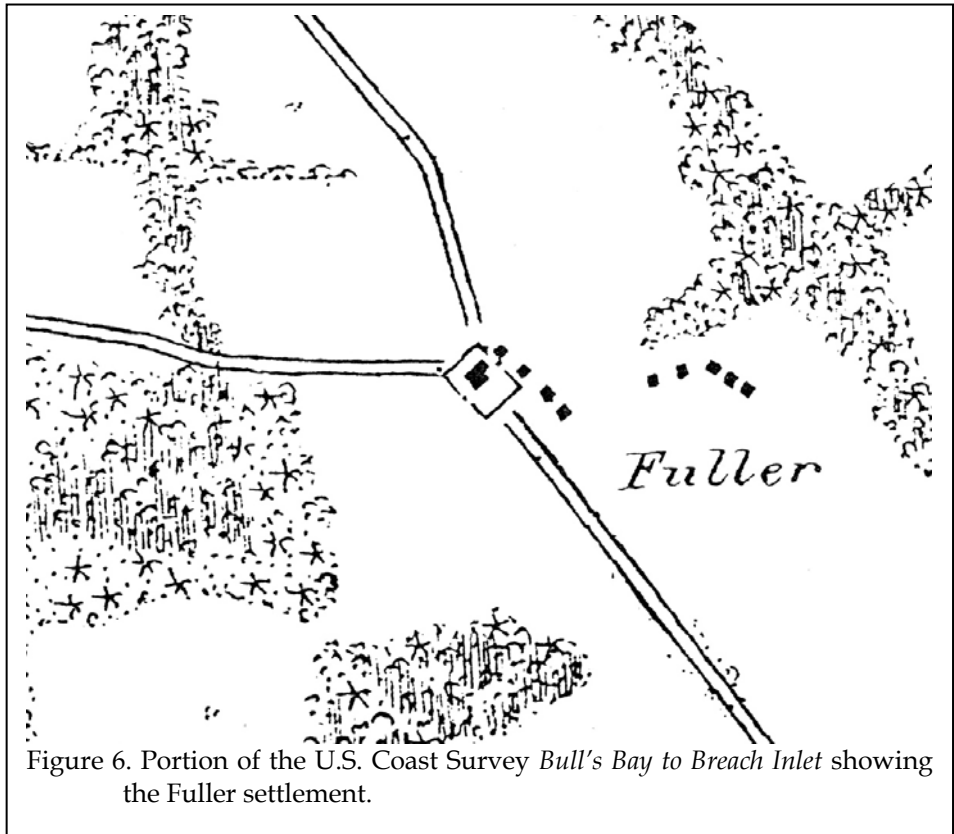 Fuller
Figure 6. Portion of the U.S. Coast Survey Bull's Bay to Breach Inlet showing
the Fuller settlement.